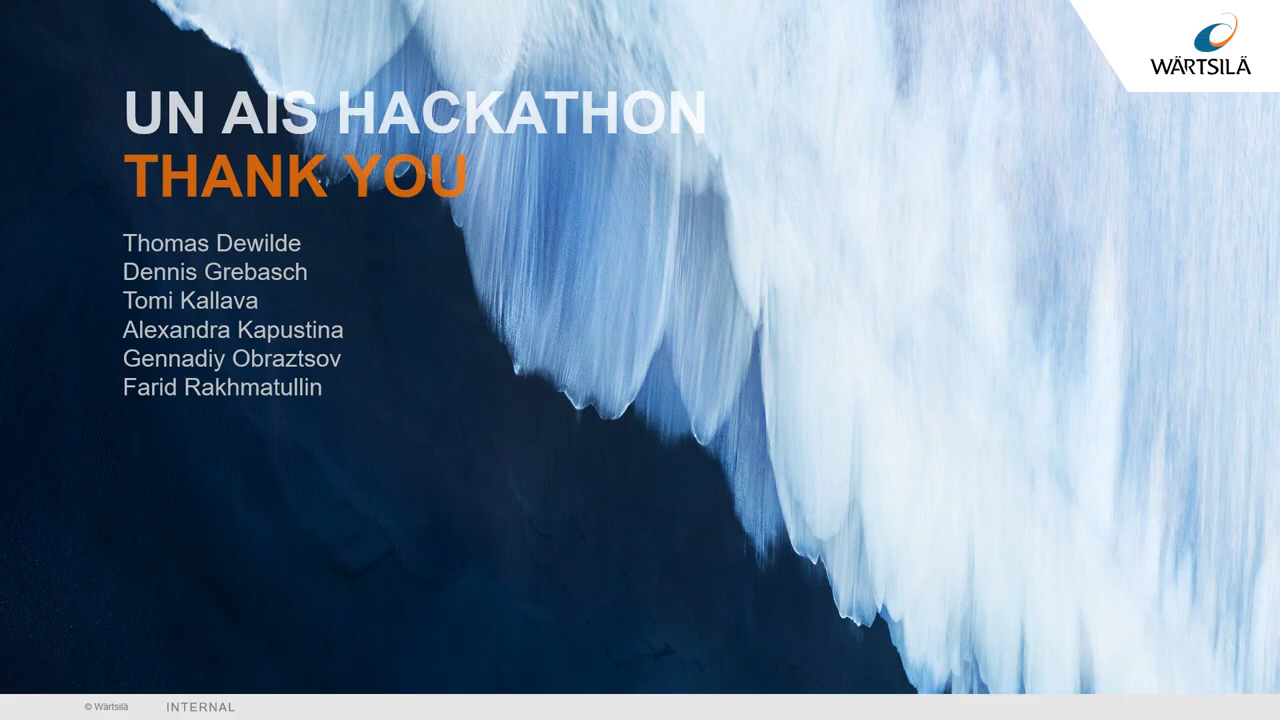 WÄRTSILÄ
UN AIS HACKATHON
THANK YOU
Thomas Dewilde
Dennis Grebasch
Tomi Kallava
Alexandra Kapustina
Gennadiy Obraztsov
Farid Rakhmatullin
© Wärtsilä INTERNAL